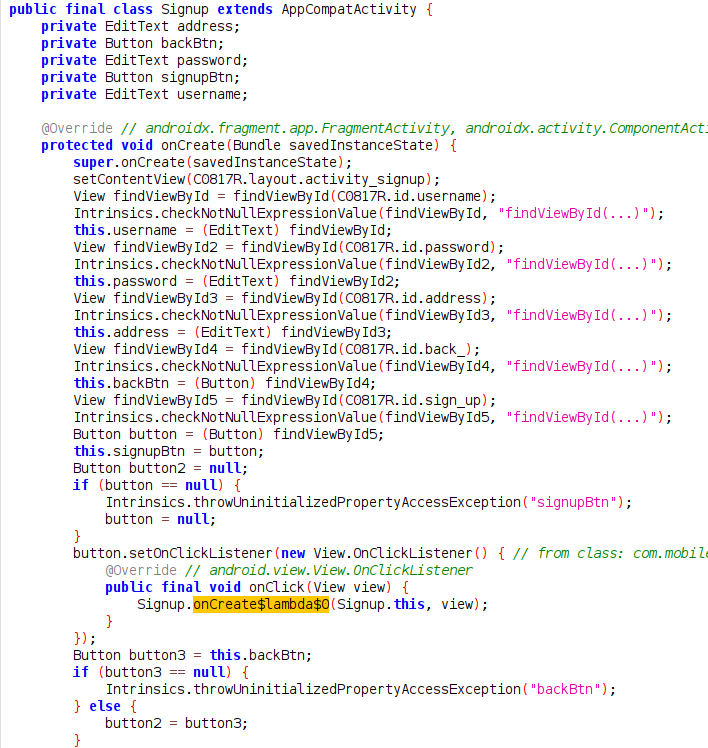 public final class Signup extends AppCompatActivity {
private EditText address;
private Button backBtn;
private EditText password;
private Button signupBtn;
private EditText username;
@Override // androidx.fragment.app.FragmentActivity, androidx.activity.ComponentActi
protected void onCreate(Bundle savedInstanceState) {
super.onCreate(savedInstanceState);
setContentView(C0817R.layout.activity_signup);
View findViewById = findViewById(C0817R.id.username);
Intrinsics.checkNotNullExpressionValue(findViewById, "findViewById(...)");
this.username = (EditText) findViewById;
View findViewById2 = findViewById(C0817R.id.password);
Intrinsics.checkNotNullExpressionValue(findViewById2, "findViewById(...)");
this.password = (EditText) findViewById2;
View findViewById3 = findViewById(C0817R.id.address);
Intrinsics.checkNotNullExpressionValue(findViewById3, "findViewById(...)");
this.address = (EditText) findViewById3;
View findViewById4 = findViewById(C0817R.id.back_);
Intrinsics.checkNotNullExpressionValue(findViewById4, "findViewById(...)");
this.backBtn = (Button) findViewById4;
View findViewById5 = findViewById(C0817R.id.sign_up);
Intrinsics.checkNotNullExpressionValue(findViewById5, "findViewById(...)");
Button button = (Button) findViewById5;
this.signupBtn = button;
Button button2 = null;
if (button == null) {
Intrinsics.throwUninitializedPropertyAccessException("signupBtn");
button = null;
}
button.setOnClickListener(new View.OnClickListener() { // from class: com.mobile
@Override // android.view.View.OnClickListener
public final void onClick(View view) {
Signup.onCreate$lambda$0(Signup.this, view);
}
});
Button button3 = this.backBtn;
if (button3 == null) {
Intrinsics.throwUninitializedPropertyAccessException("backBtn");
} else {
button2 = button3;
}